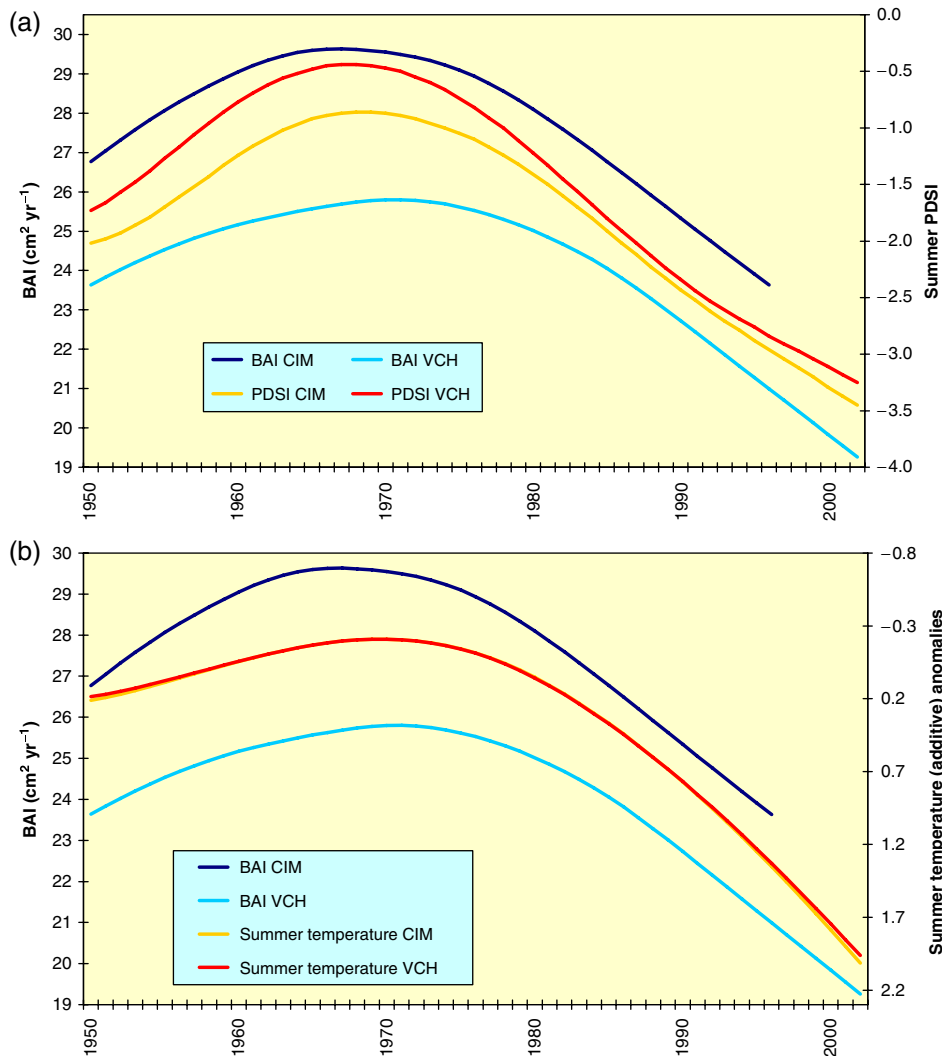 (a)
30
29
28
27
26
25
24
23
22
21
20
19
BAI (cm² yr⁻¹)
0.0
−0.5
−1.0
−1.5
−2.0
−2.5
−3.0
−3.5
−4.0
Summer PDSI
BAI CIM BAI VCH
PDSI CIM PDSI VCH
1950 1960 1970 1980 1990 2000
(b)
30
29
28
27
26
25
24
23
22
21
20
19
BAI (cm² yr⁻¹)
−0.8
−0.3
0.2
0.7
1.2
1.7
2.2
Summer temperature (additive) anomalies
BAI CIM
BAI VCH
Summer temperature CIM
Summer temperature VCH
1950 1960 1970 1980 1990 2000